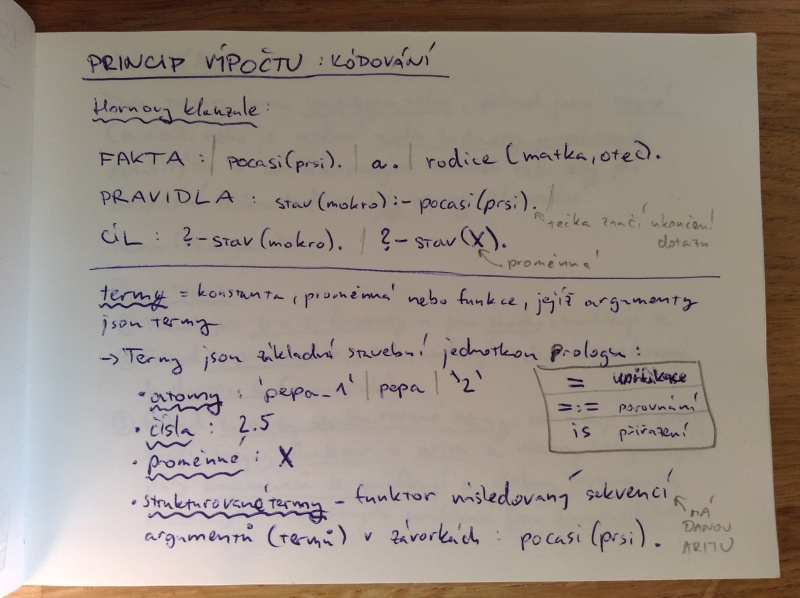 PRINCIP VÝPOČTU : KÓDOVÁNÍ
Hornovy klauzule :
FAKTA : | pocasi(prsi). | a. | rodice (matka, otec).
PRAVIDLA : stav(mokro) :- pocasi(prsi). |
tečka značí ukončení
dotazu
CÍL : ?- stav(mokro). | ?- stav(X).
proměnná
termy = konstanta, proměnná nebo funkce, jejíž argumenty
jsou termy
→ Termy jsou základní stavební jednotkou Prologu :
• atomy : 'pepa_1' | pepa | '2'
• čísla : 2.5
• proměnné : X
= unifikace
=:= porovnání
is přiřazení
• strukturované termy - funktor následovaný sekvencí
argumentů (termů) v závorkách : pocasi(prsi).
MÁ
DANOU
ARITU